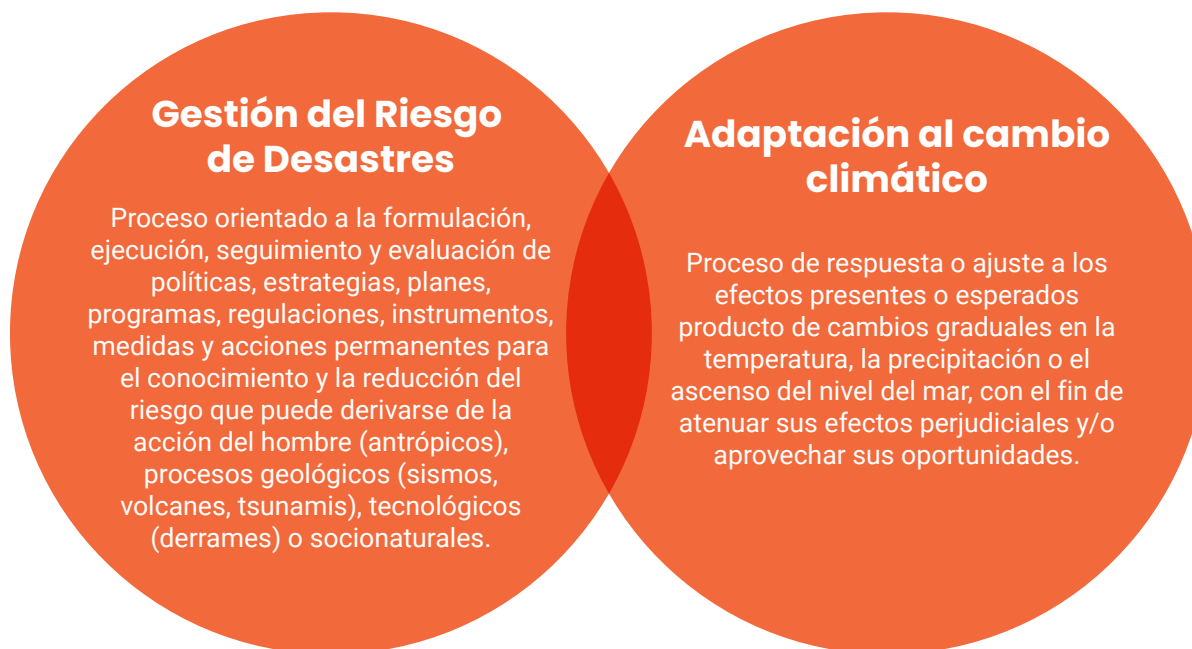 Gestión del Riesgo
de Desastres
Proceso orientado a la formulación,
ejecución, seguimiento y evaluación de
políticas, estrategias, planes,
programas, regulaciones, instrumentos,
medidas y acciones permanentes para
el conocimiento y la reducción del
riesgo que puede derivarse de la
acción del hombre (antrópicos),
procesos geológicos (sismos,
volcanes, tsunamis), tecnológicos
(derrames) o socionaturales.
Adaptación al cambio
climático
Proceso de respuesta o ajuste a los
efectos presentes o esperados
producto de cambios graduales en la
temperatura, la precipitación o el
ascenso del nivel del mar, con el fin de
atenuar sus efectos perjudiciales y/o
aprovechar sus oportunidades.